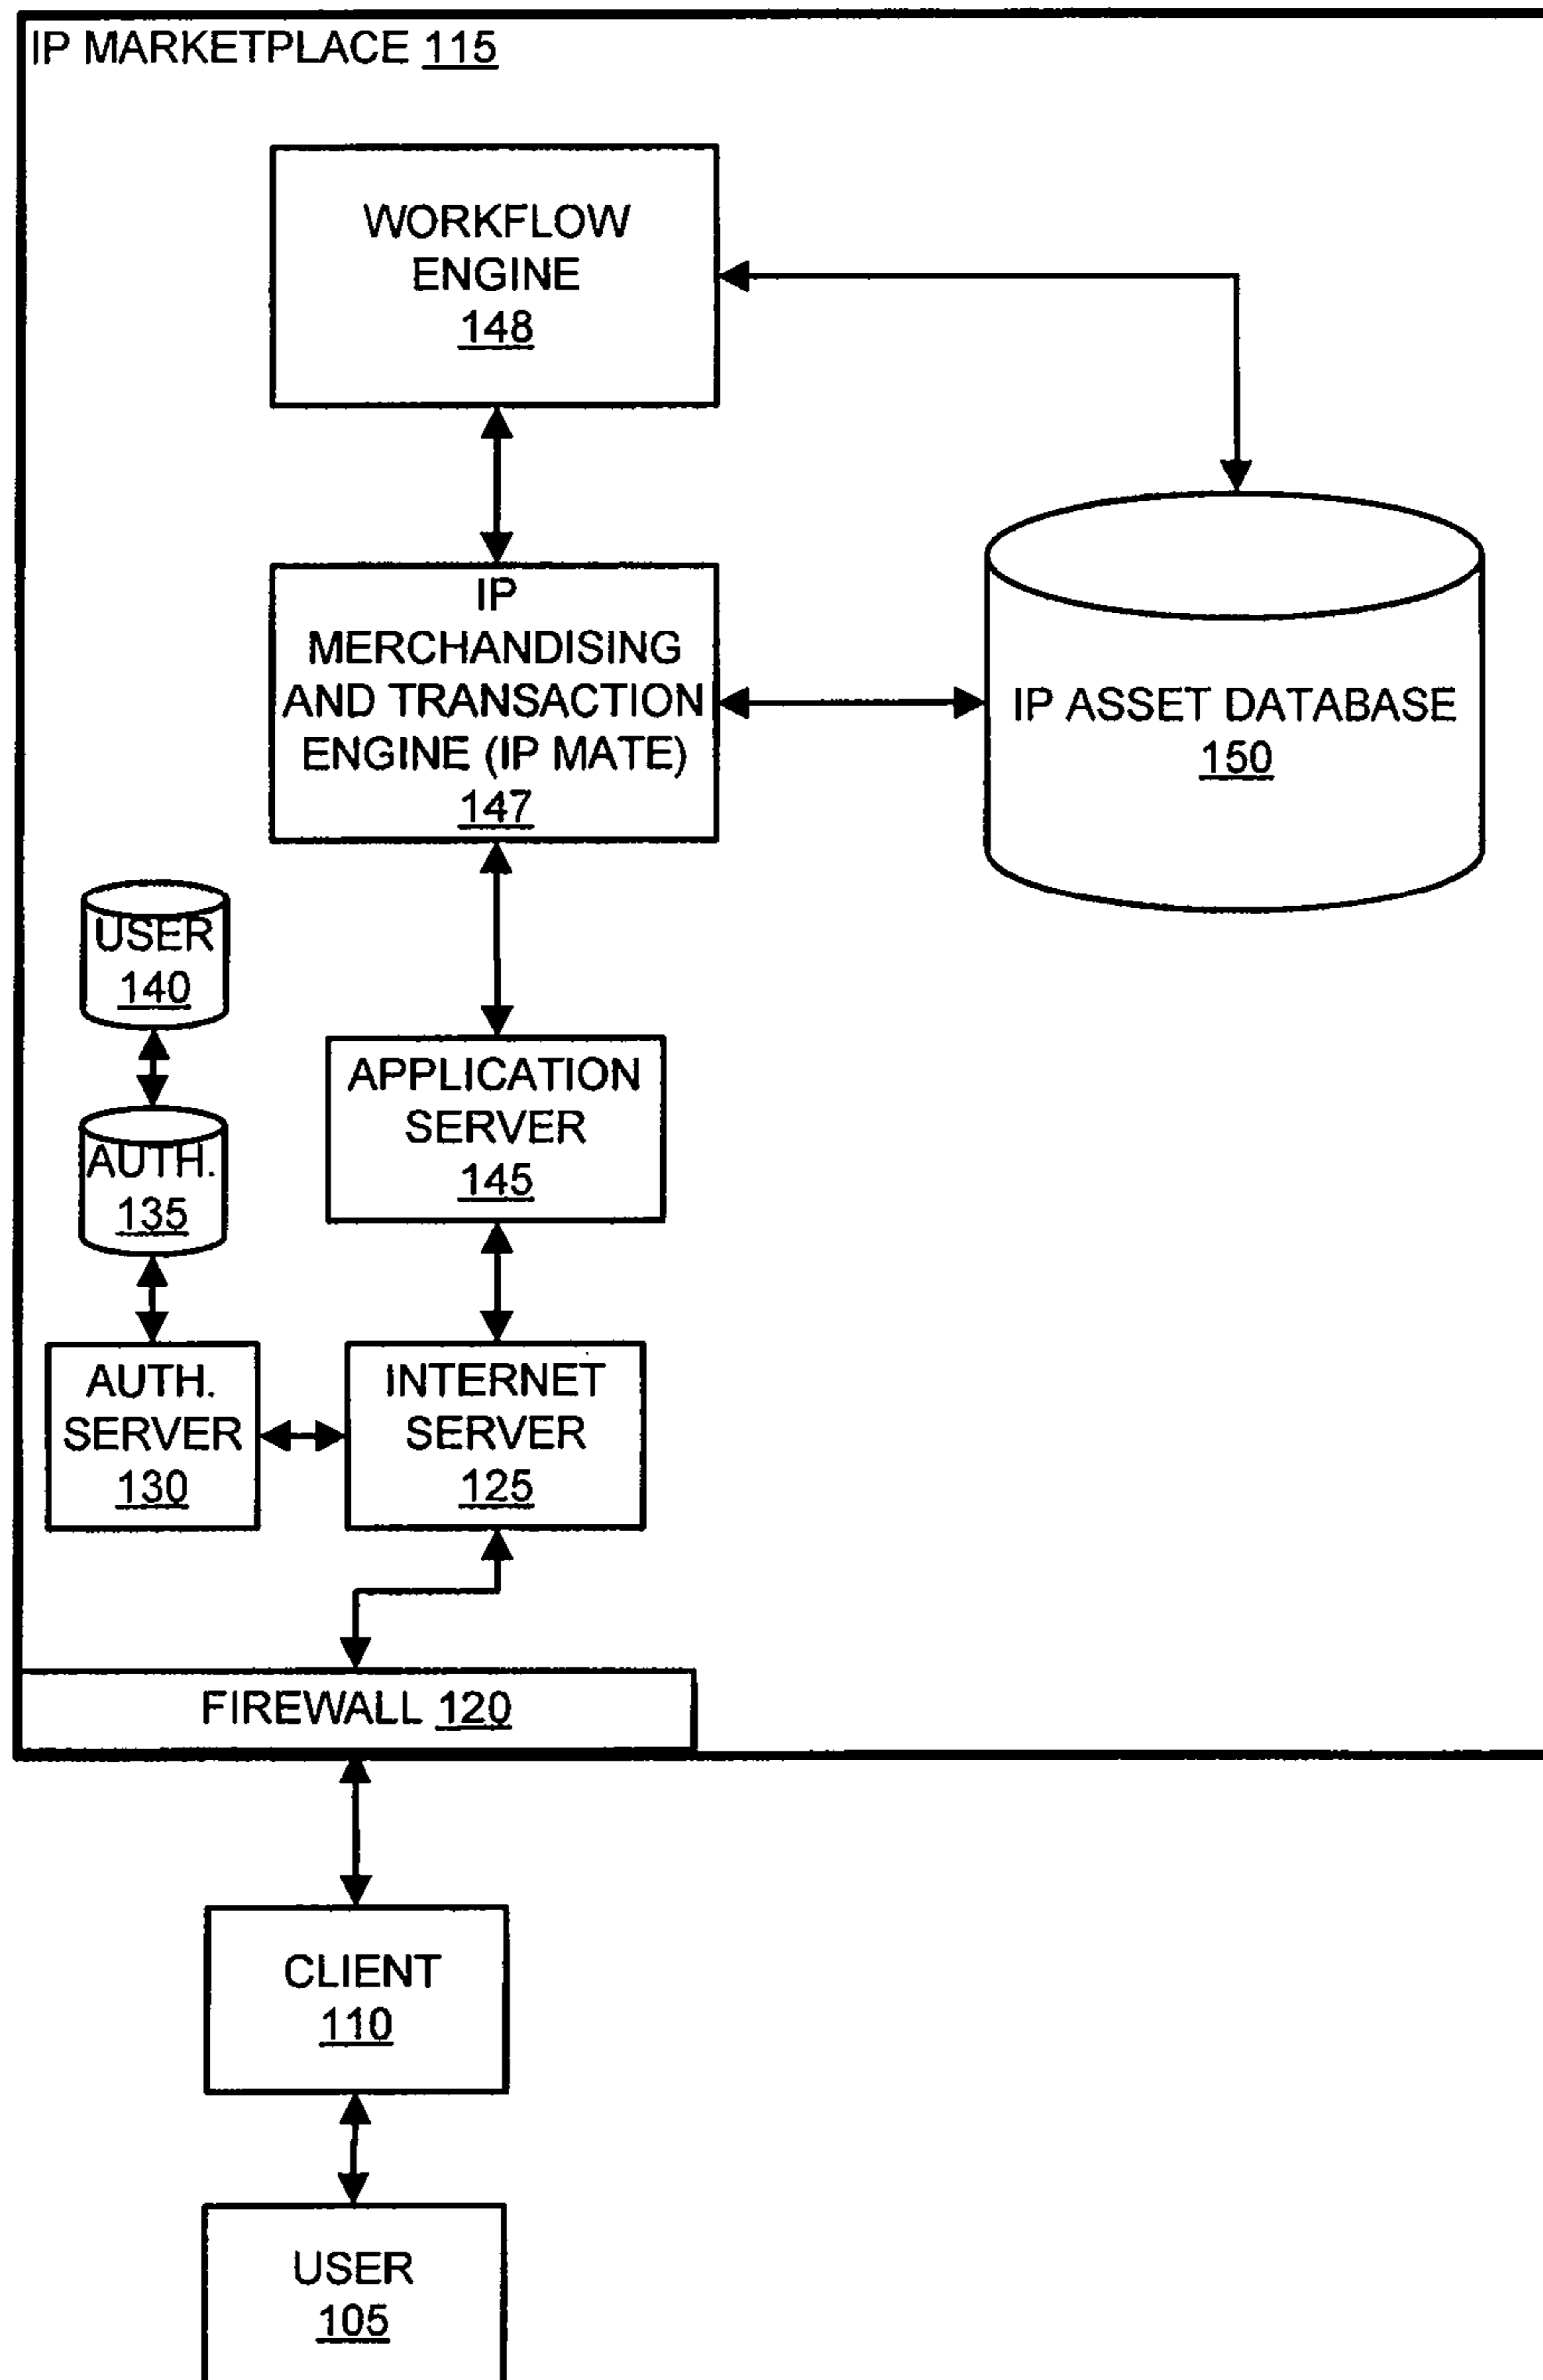 IP MARKETPLACE 115
WORKFLOW
ENGINE
148
IP
MERCHANDISING
AND TRANSACTION
ENGINE (IP MATE)
147
IP ASSET DATABASE
150
USER
140
AUTH.
135
APPLICATION
SERVER
145
AUTH.
SERVER
130
INTERNET
SERVER
125
FIREWALL 120
CLIENT
110
USER
105